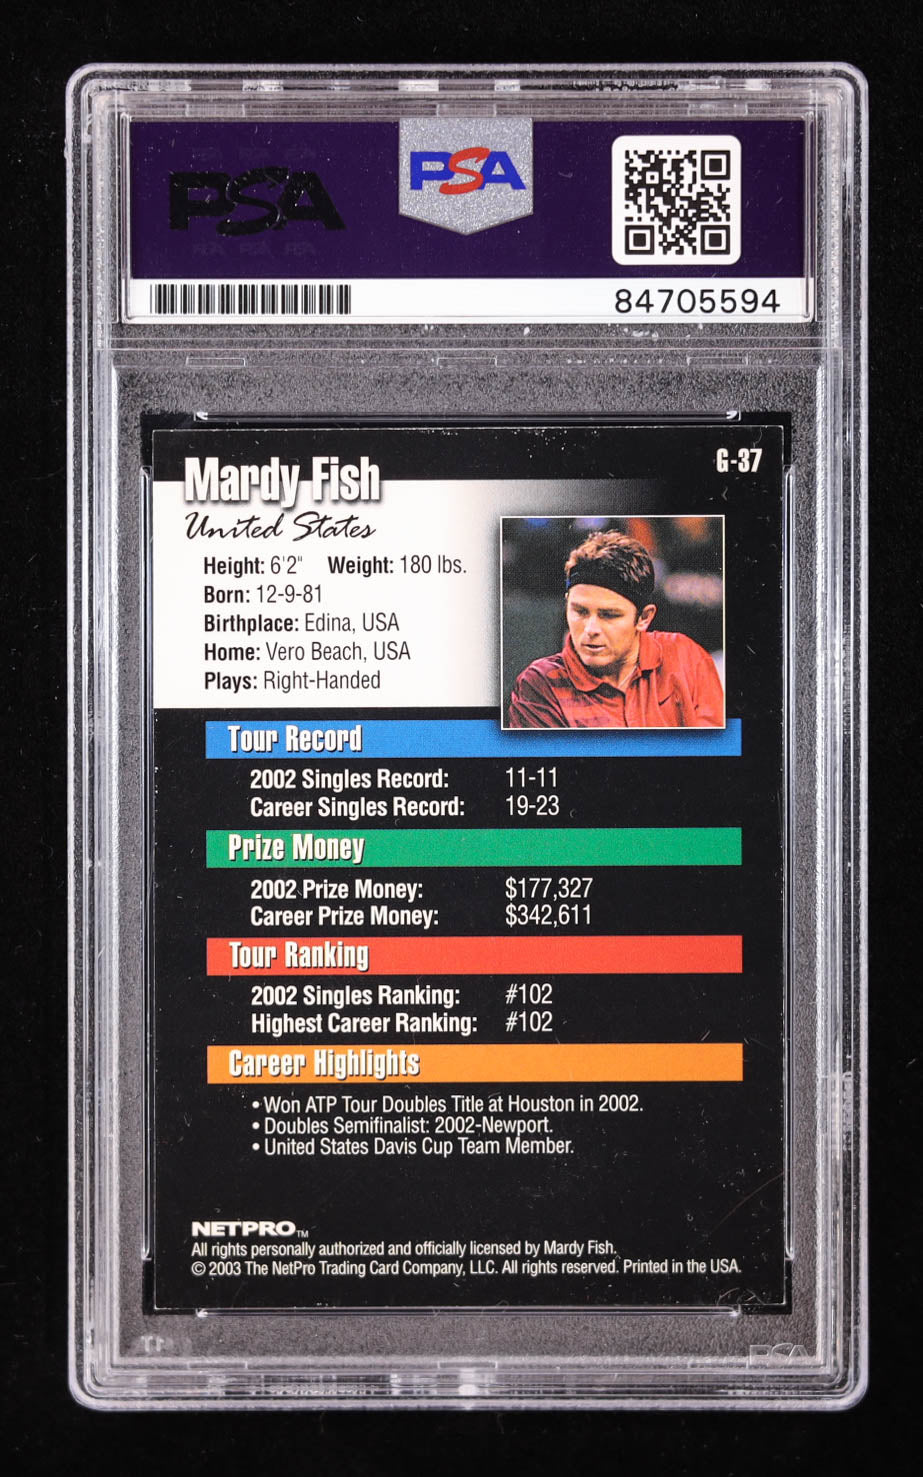 PSA
PSA
84705594
Mardy Fish
G-37
United States
Height: 6'2" Weight: 180 lbs.
Born: 12-9-81
Birthplace: Edina, USA
Home: Vero Beach, USA
Plays: Right-Handed
Tour Record
2002 Singles Record: 11-11
Career Singles Record: 19-23
Prize Money
2002 Prize Money: $177,327
Career Prize Money: $342,611
Tour Ranking
2002 Singles Ranking: #102
Highest Career Ranking: #102
Career Highlights
• Won ATP Tour Doubles Title at Houston in 2002.
• Doubles Semifinalist: 2002-Newport.
• United States Davis Cup Team Member.
NETPRO™
All rights personally authorized and officially licensed by Mardy Fish.
© 2003 The NetPro Trading Card Company, LLC. All rights reserved. Printed in the USA.
PSA